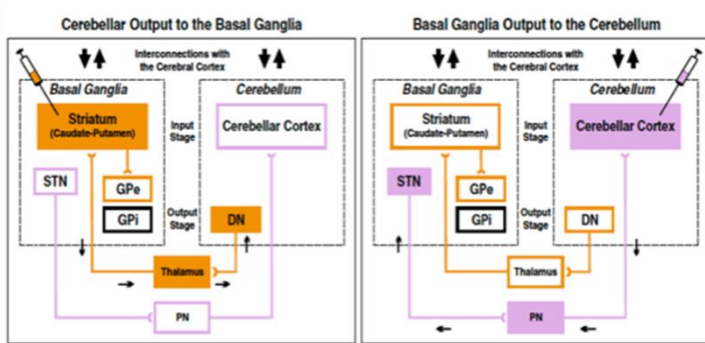 Cerebellar Output to the Basal Ganglia
Interconnections with
the Cerebral Cortex
Basal Ganglia
Cerebellum
Striatum
(Caudate-Putamen)
Input
Stage
Cerebellar Cortex
STN
GPe
GPi
Output
Stage
DN
Thalamus
PN
Basal Ganglia Output to the Cerebellum
Interconnections with
the Cerebral Cortex
Basal Ganglia
Cerebellum
Striatum
(Caudate-Putamen)
Input
Stage
Cerebellar Cortex
STN
GPe
GPi
Output
Stage
DN
Thalamus
PN